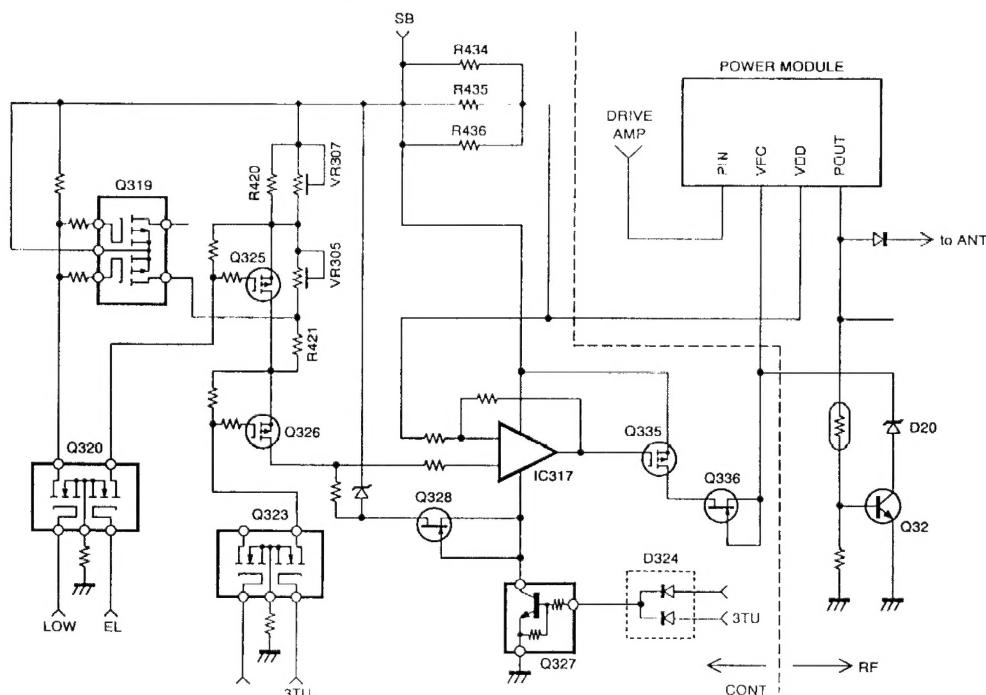 SB
R434
POWER MODULE
R435
DRIVE
AMP
R436
PIN
VFC
VDD
POUT
Q319
R420
VR307
to ANT
Q325
VR305
R421
Q326
Q335
D20
Q320
IC317
Q336
Q328
Q32
Q323
D324
LOW
EL
3TU
Q327
3TU
CONT
RF